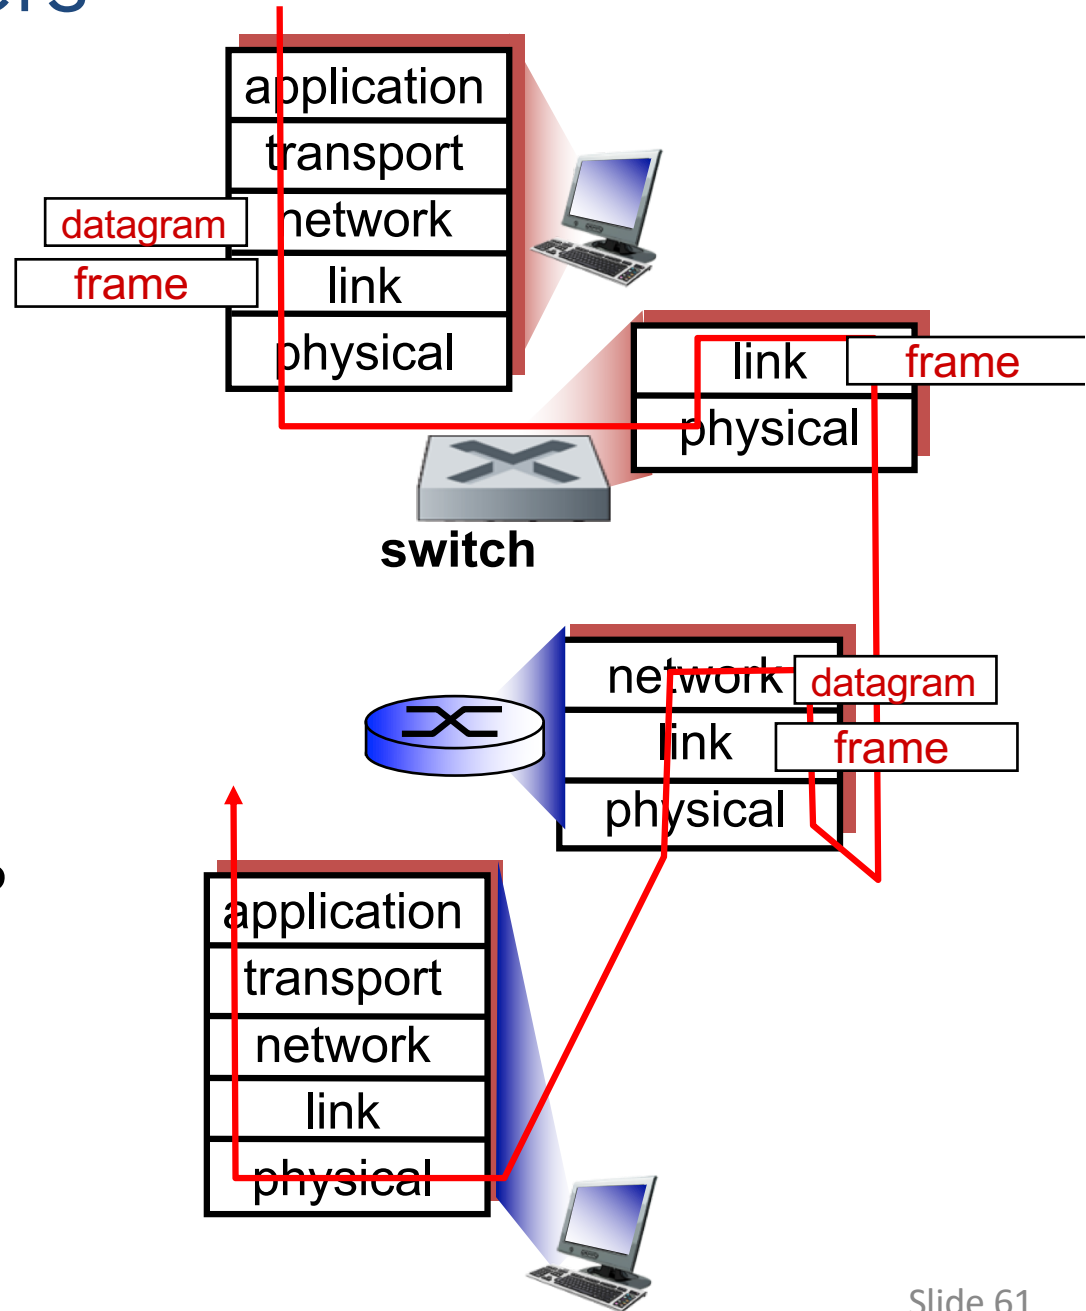 application
transport
datagram
network
frame
link
physical
link
frame
physical
switch
network
datagram
link
frame
physical
application
transport
network
link
physical
Slide 61